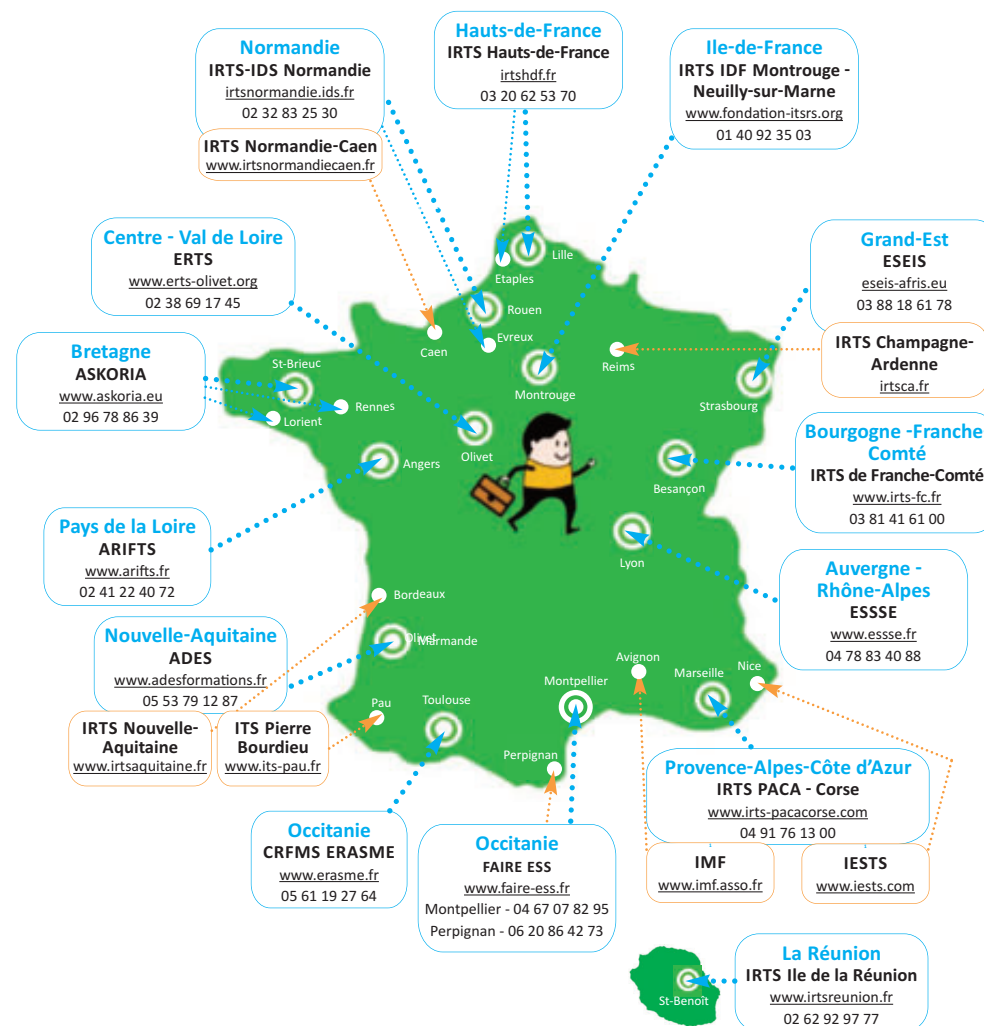 Normandie
IRTS-IDS Normandie
irtsnormandie.ids.fr
02 32 83 25 30
IRTS Normandie-Caen
www.irtsnormandiecaen.fr
Hauts-de-France
IRTS Hauts-de-France
irtshdf.fr
03 20 62 53 70
Ile-de-France
IRTS IDF Montrouge -
Neuilly-sur-Marne
www.fondation-itsrs.org
01 40 92 35 03
Centre - Val de Loire
ERTS
www.erts-olivet.org
02 38 69 17 45
Grand-Est
ESEIS
eseis-afris.eu
03 88 18 61 78
IRTS Champagne-
Ardenne
irtsca.fr
Bretagne
ASKORIA
www.askoria.eu
02 96 78 86 39
Bourgogne -Franche
Comté
IRTS de Franche-Comté
www.irts-fc.fr
03 81 41 61 00
Pays de la Loire
ARIFTS
www.arifts.fr
02 41 22 40 72
Auvergne -
Rhône-Alpes
ESSSE
www.essse.fr
04 78 83 40 88
Nouvelle-Aquitaine
ADES
www.adesformations.fr
05 53 79 12 87
IRTS Nouvelle-
Aquitaine
www.irtsaquitaine.fr
ITS Pierre
Bourdieu
www.its-pau.fr
Lille
Etaples
Rouen
Evreux
Caen
Reims
Montrouge
Strasbourg
St-Brieuc
Rennes
Lorient
Olivet
Angers
Besançon
Lyon
Bordeaux
Olivet
Marmande
Avignon
Nice
Marseille
Montpellier
Toulouse
Pau
Perpignan
Provence-Alpes-Côte d’Azur
IRTS PACA - Corse
www.irts-pacacorse.com
04 91 76 13 00
IMF
www.imf.asso.fr
IESTS
www.iests.com
Occitanie
CRFMS ERASME
www.erasme.fr
05 61 19 27 64
Occitanie
FAIRE ESS
www.faire-ess.fr
Montpellier - 04 67 07 82 95
Perpignan - 06 20 86 42 73
St-Benoît
La Réunion
IRTS Ile de la Réunion
www.irtsreunion.fr
02 62 92 97 77